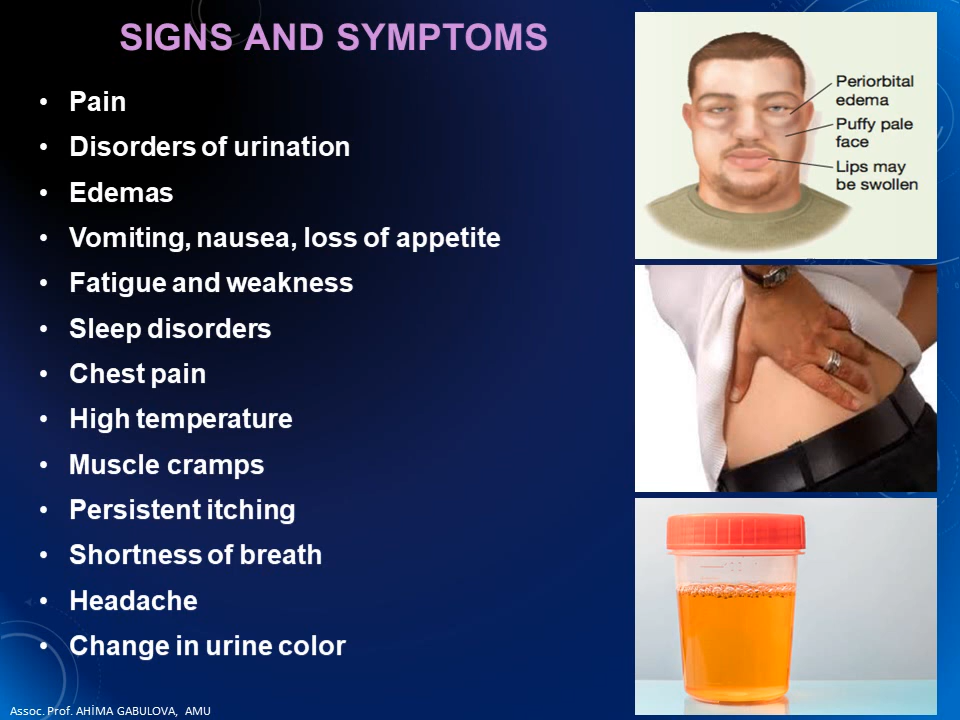 SIGNS AND SYMPTOMS
• Pain
• Disorders of urination
• Edemas
• Vomiting, nausea, loss of appetite
• Fatigue and weakness
• Sleep disorders
• Chest pain
• High temperature
• Muscle cramps
• Persistent itching
• Shortness of breath
• Headache
• Change in urine color
Periorbital
edema
Puffy pale
face
Lips may
be swollen
Assoc. Prof. AHİMA GABULOVA, AMU